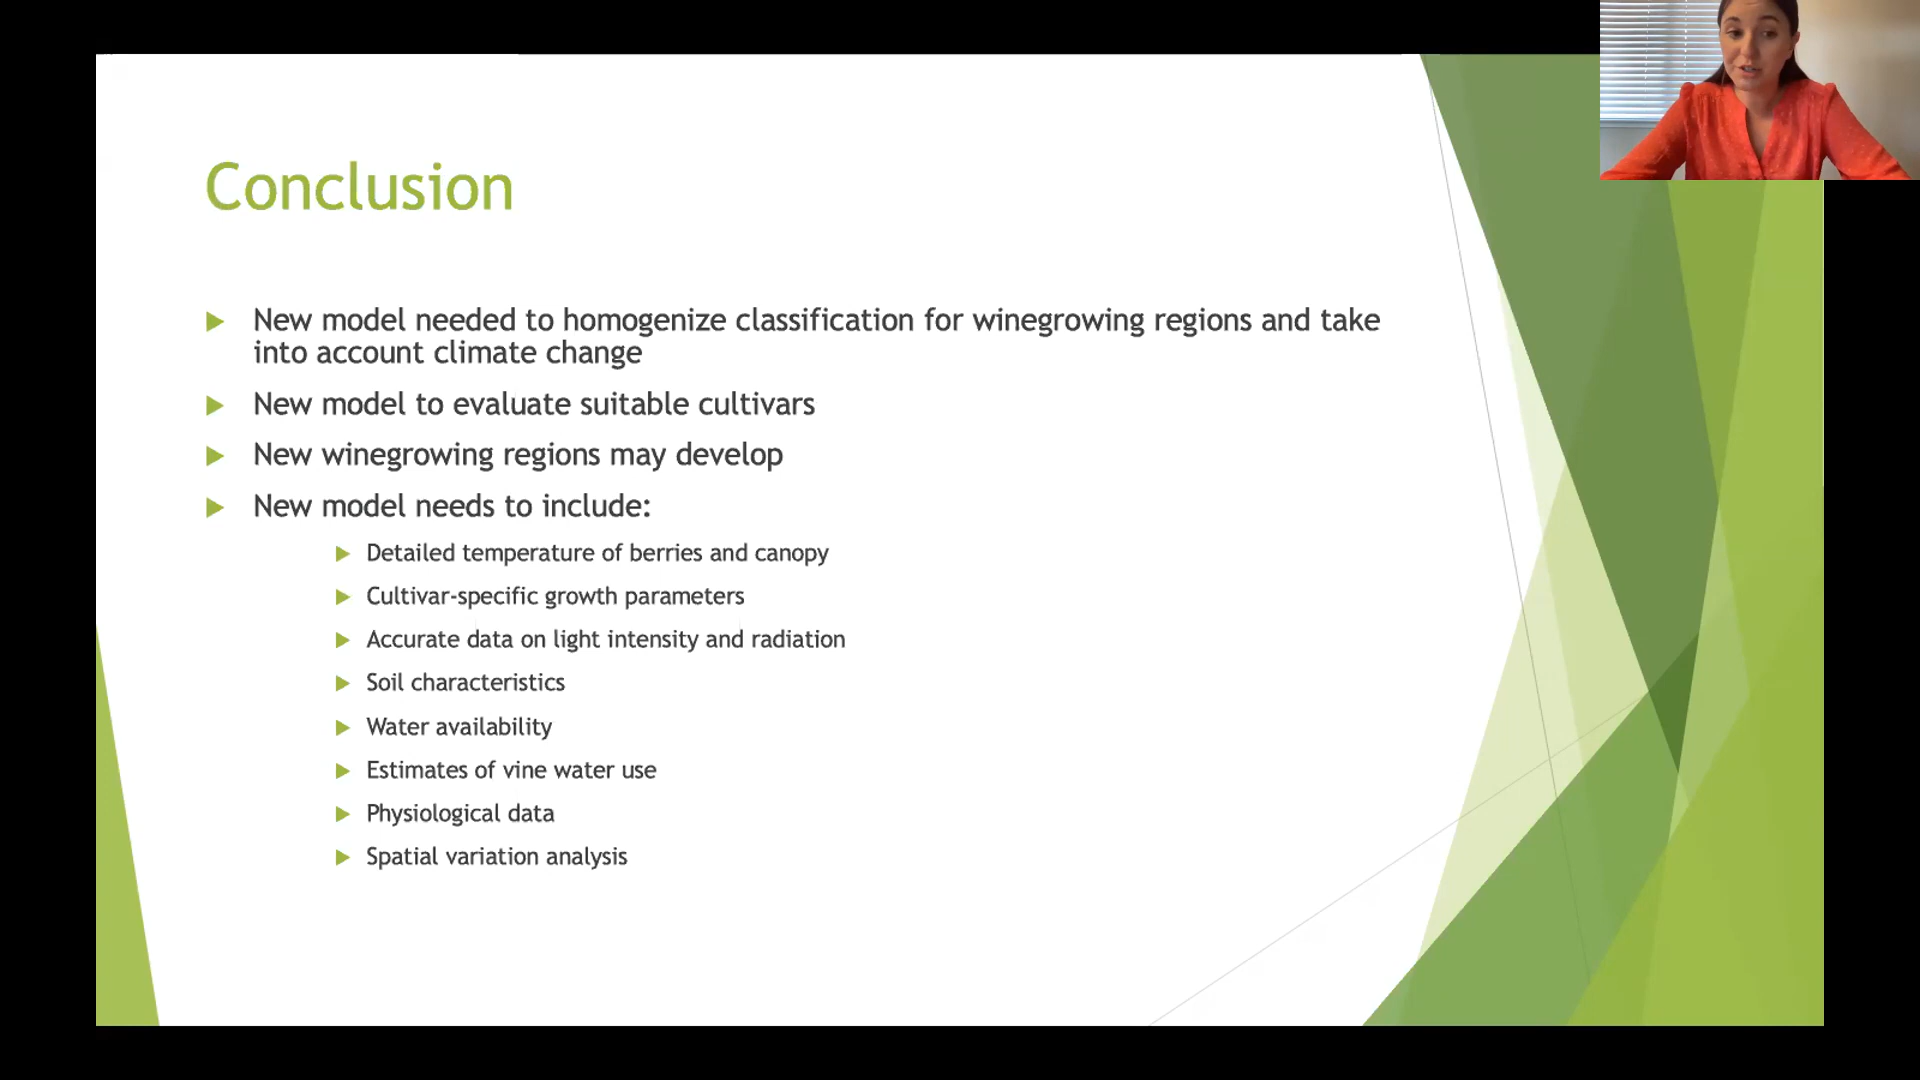 Conclusion
New model needed to homogenize classification for winegrowing regions and take
into account climate change
New model to evaluate suitable cultivars
New winegrowing regions may develop
New model needs to include:
Detailed temperature of berries and canopy
Cultivar-specific growth parameters
Accurate data on light intensity and radiation
Soil characteristics
Water availability
Estimates of vine water use
Physiological data
Spatial variation analysis